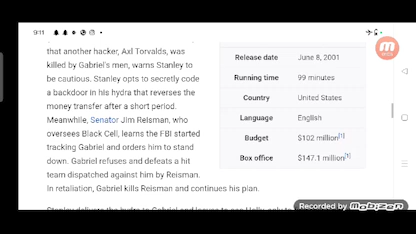 9:11
that another hacker, Axl Torvalds, was
killed by Gabriel's men, warns Stanley to
be cautious. Stanley opts to secretly code
a backdoor in his hydra that reverses the
money transfer after a short period.
Meanwhile, Senator Jim Reisman, who
oversees Black Cell, learns the FBI started
tracking Gabriel and orders him to stand
down. Gabriel refuses and defeats a hit
team dispatched against him by Reisman.
In retaliation, Gabriel kills Reisman and continues his plan.
Release date June 8, 2001
Running time 99 minutes
Country United States
Language English
Budget $102 million[1]
Box office $147.1 million[1]
Recorded by Mobizen